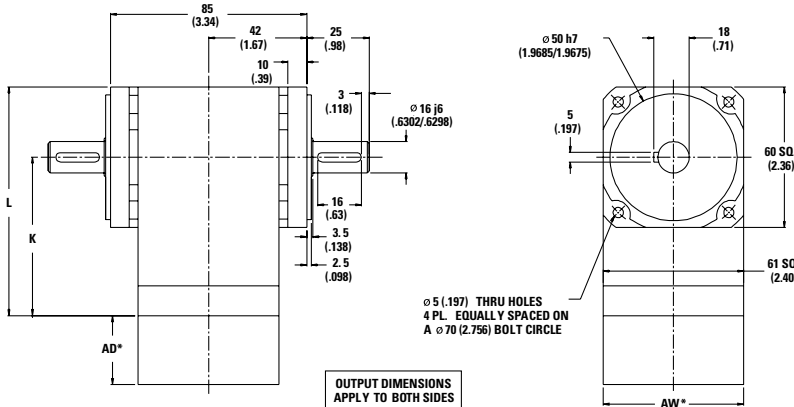 85
(3.34)
42
(1.67)
25
(.98)
10
(.39)
3
(.118)
Ø 16 j6
(.6302/.6298)
L
K
16
(.63)
3.5
(.138)
2.5
(.098)
AD*
OUTPUT DIMENSIONS
APPLY TO BOTH SIDES
Ø 50 h7
(1.9685/1.9675)
18
(.71)
5
(.197)
60 SQ
(2.36)
61 SQ
(2.40
Ø 5 (.197) THRU HOLES
4 PL. EQUALLY SPACED ON
A Ø 70 (2.756) BOLT CIRCLE
AW*